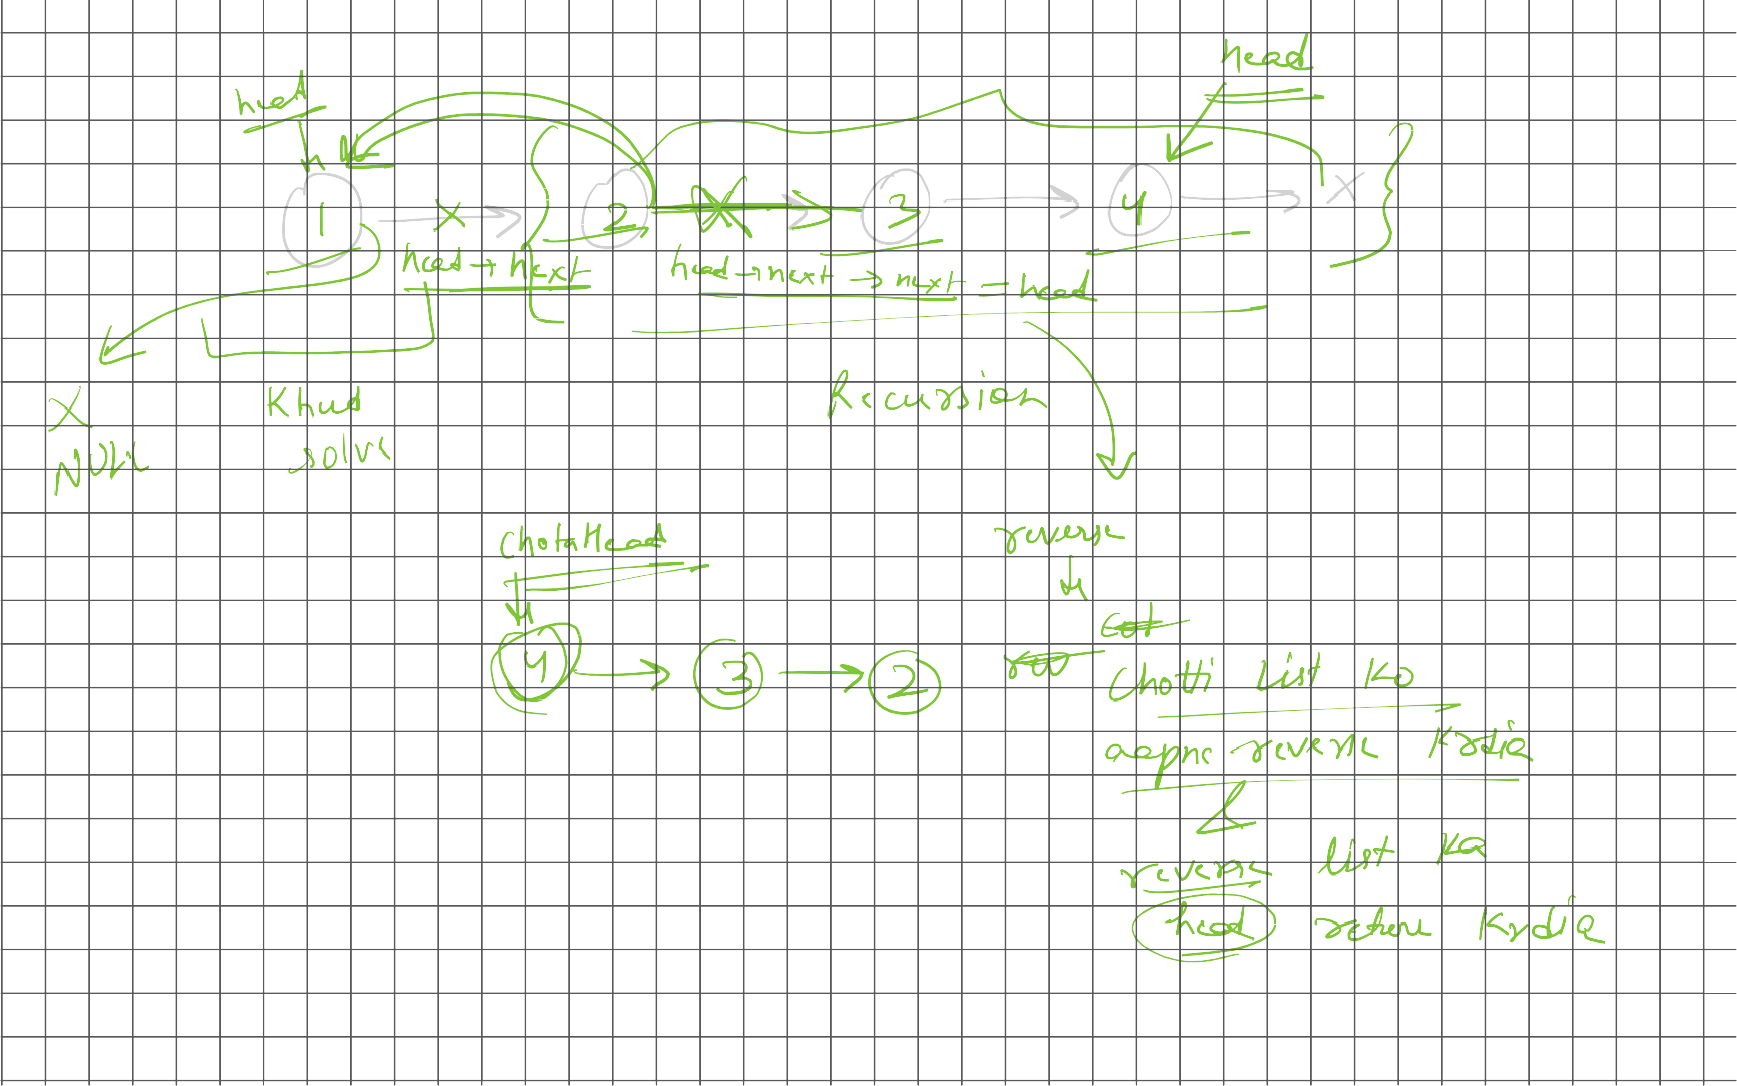 head
head
1 X 2 X 3 4 X
head → next
head → next → next = head
X
NULL
Khud
solve
Recursion
chotaHead
reverse
4 → 3 → 2
Chotti List Ko
aapne reverse Krdia
&
reverse list Ka
head return Krdia